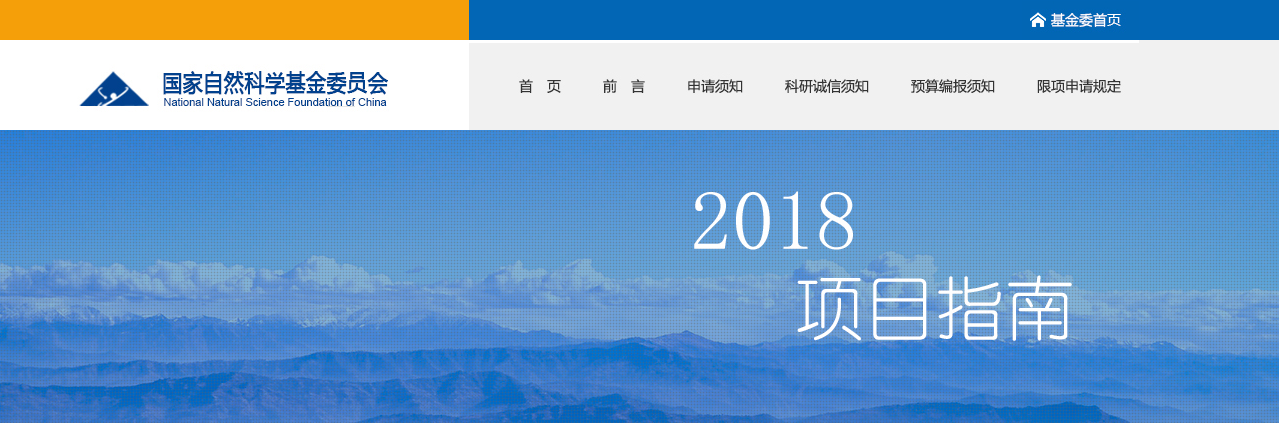 基金委首页
国家自然科学基金委员会
National Natural Science Foundation of China
首 页 前 言 申请须知 科研诚信须知 预算编报须知 限项申请规定
2018
项目指南